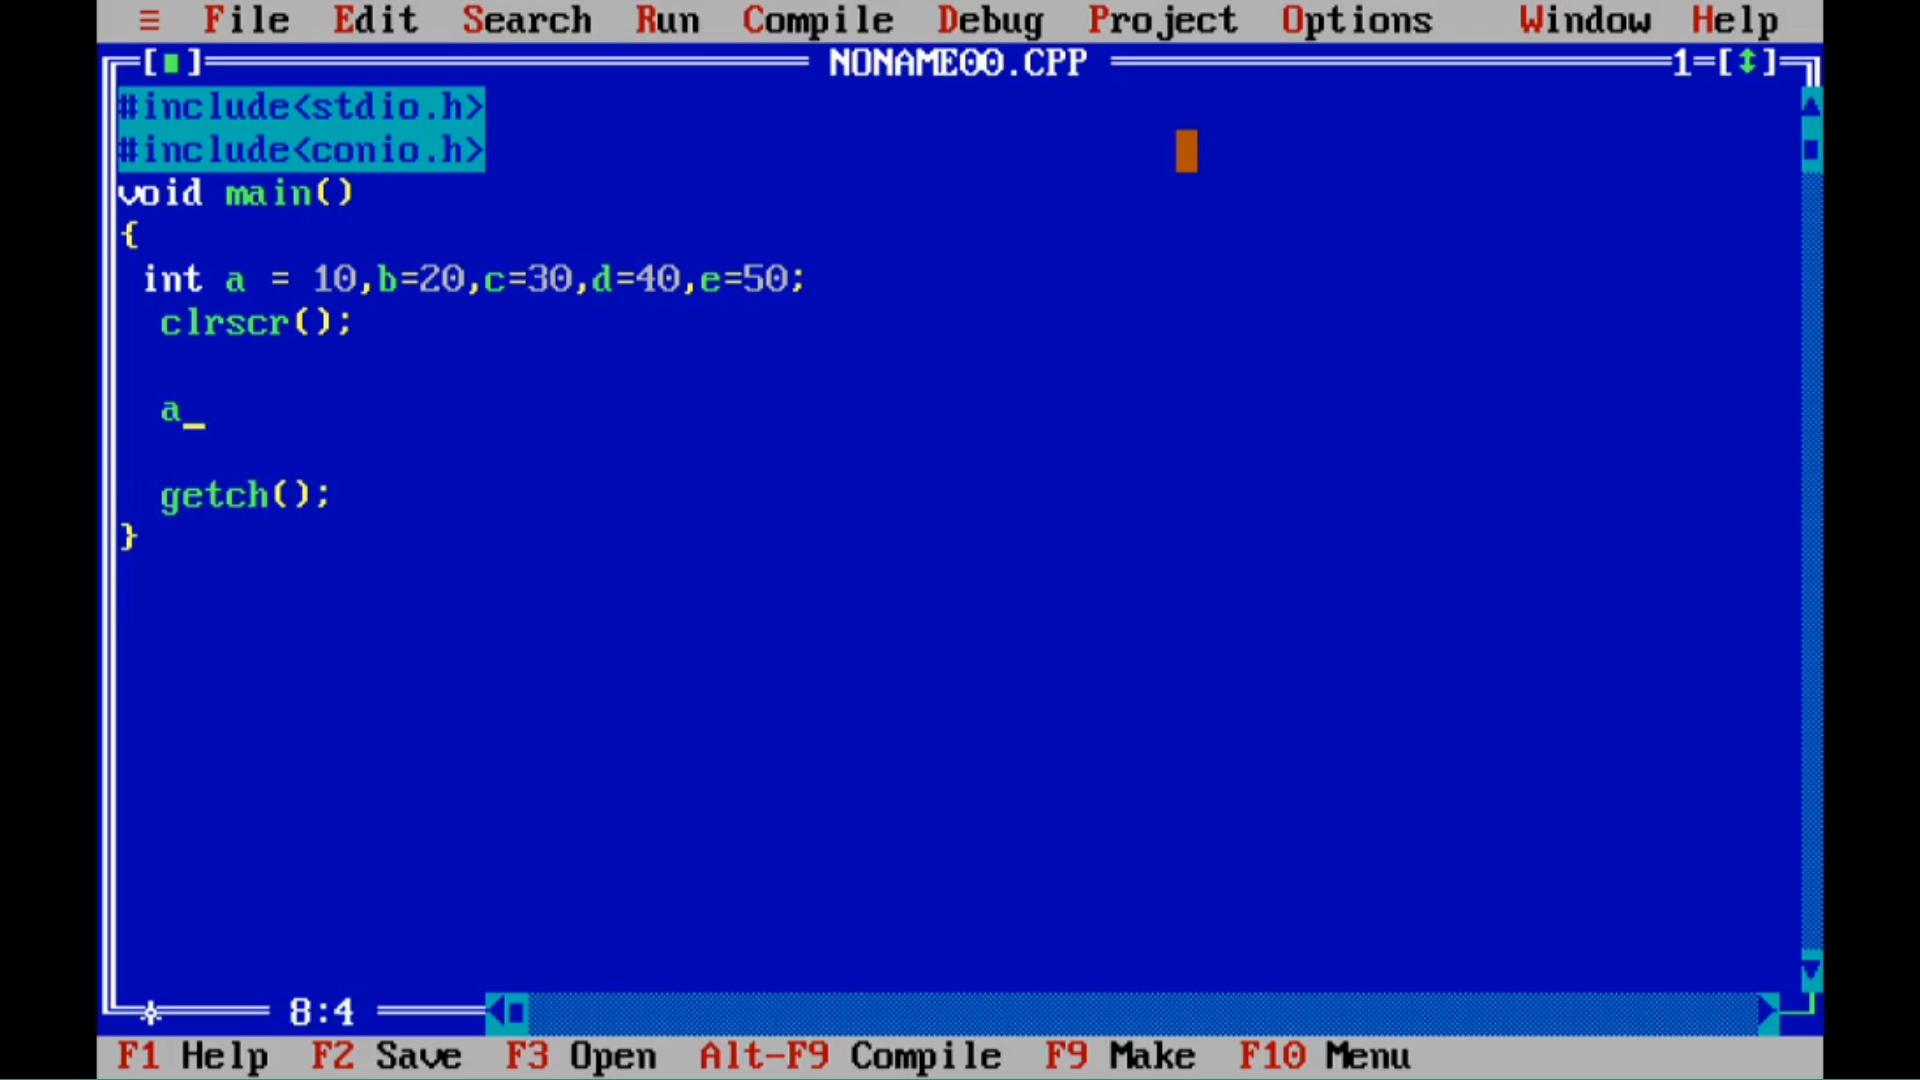 ≡ File Edit Search Run Compile Debug Project Options Window Help
[■] NONAME00.CPP 1=[↕]
#include<stdio.h>
#include<conio.h>
void main()
{
int a = 10,b=20,c=30,d=40,e=50;
clrscr();
a_
getch();
}
8:4
F1 Help F2 Save F3 Open Alt-F9 Compile F9 Make F10 Menu